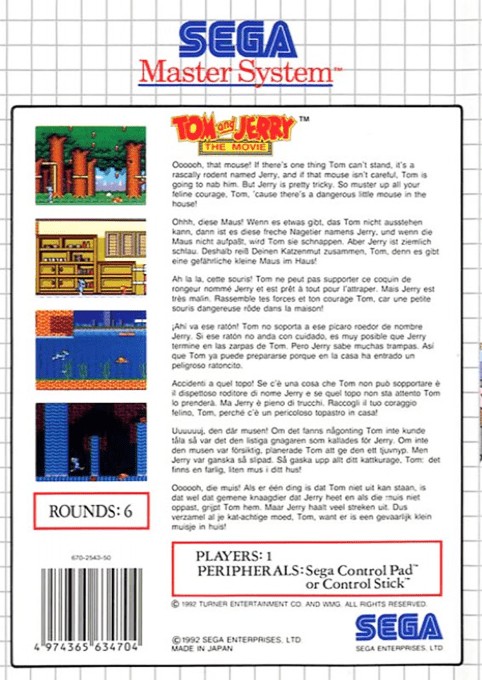 SEGA
Master System™
TOM and JERRY™
THE MOVIE
Oooooh, that mouse! If there's one thing Tom can't stand, it's a
rascally rodent named Jerry, and if that mouse isn't careful, Tom is
going to nab him. But Jerry is pretty tricky. So muster up all your
feline courage, Tom, 'cause there's a dangerous little mouse in the
house!
Ohhh, diese Maus! Wenn es etwas gibt, das Tom nicht ausstehen
kann, dann ist es diese freche Nagetier namens Jerry, und wenn die
Maus nicht aufpaßt, wird Tom sie schnappen. Aber Jerry ist ziemlich
schlau. Deshalb reiß Deinen Katzenmut zusammen, Tom, denn es gibt
eine gefährliche kleine Maus im Haus!
Ah la la, cette souris! Tom ne peut pas supporter ce coquin de
rongeur nommé Jerry et est prêt à tout pour l'attraper. Mais Jerry est
très malin. Rassemble tes forces et ton courage Tom, car une petite
souris dangereuse rôde dans la maison!
¡Ahí va ese ratón! Tom no soporta a ese pícaro roedor de nombre
Jerry. Si ese ratón no anda con cuidado, es muy posible que Jerry
termine en las zarpas de Tom. Pero Jerry sabe muchas trampas. Así
que Tom ya puede prepararse porque en la casa ha entrado un
peligroso ratoncito.
Accidenti a quel topo! Se c'è una cosa che Tom non può sopportare è
il dispettoso roditore di nome Jerry e se quel topo non sta attento Tom
lo prenderà. Ma Jerry è pieno di trucchi. Raccogli il tuo coraggio
felino, Tom, perché c'è un pericoloso topastro in casa!
Uuuuuj, den där musen! Om det fanns någonting Tom inte kunde
tåla så var det den listiga gnagaren som kallades för Jerry. Om inte
den musen var försiktig, planerade Tom att ge den ett tjuvnyp. Men
Jerry var ganska så slipad. Så gaska upp allt ditt kattkurage, Tom: det
finns en farlig, liten mus i ditt hus!
Oooooh, die muis! Als er één ding is dat Tom niet uit kan staan, is
dat wel dat gemene knaagdier dat Jerry heet en als die muis niet
oppast, grijpt Tom hem. Maar Jerry haalt veel streken uit. Dus
verzamel al je kat-achtige moed, Tom, want er is een gevaarlijk klein
muisje in huis!
ROUNDS: 6
PLAYERS: 1
PERIPHERALS: Sega Control Pad™
or Control Stick™
670-2543-50
© 1992 TURNER ENTERTAINMENT CO. AND WMG. ALL RIGHTS RESERVED.
4 974365 634704
© 1992 SEGA ENTERPRISES, LTD.
MADE IN JAPAN
SEGA
SEGA ENTERPRISES, LTD.